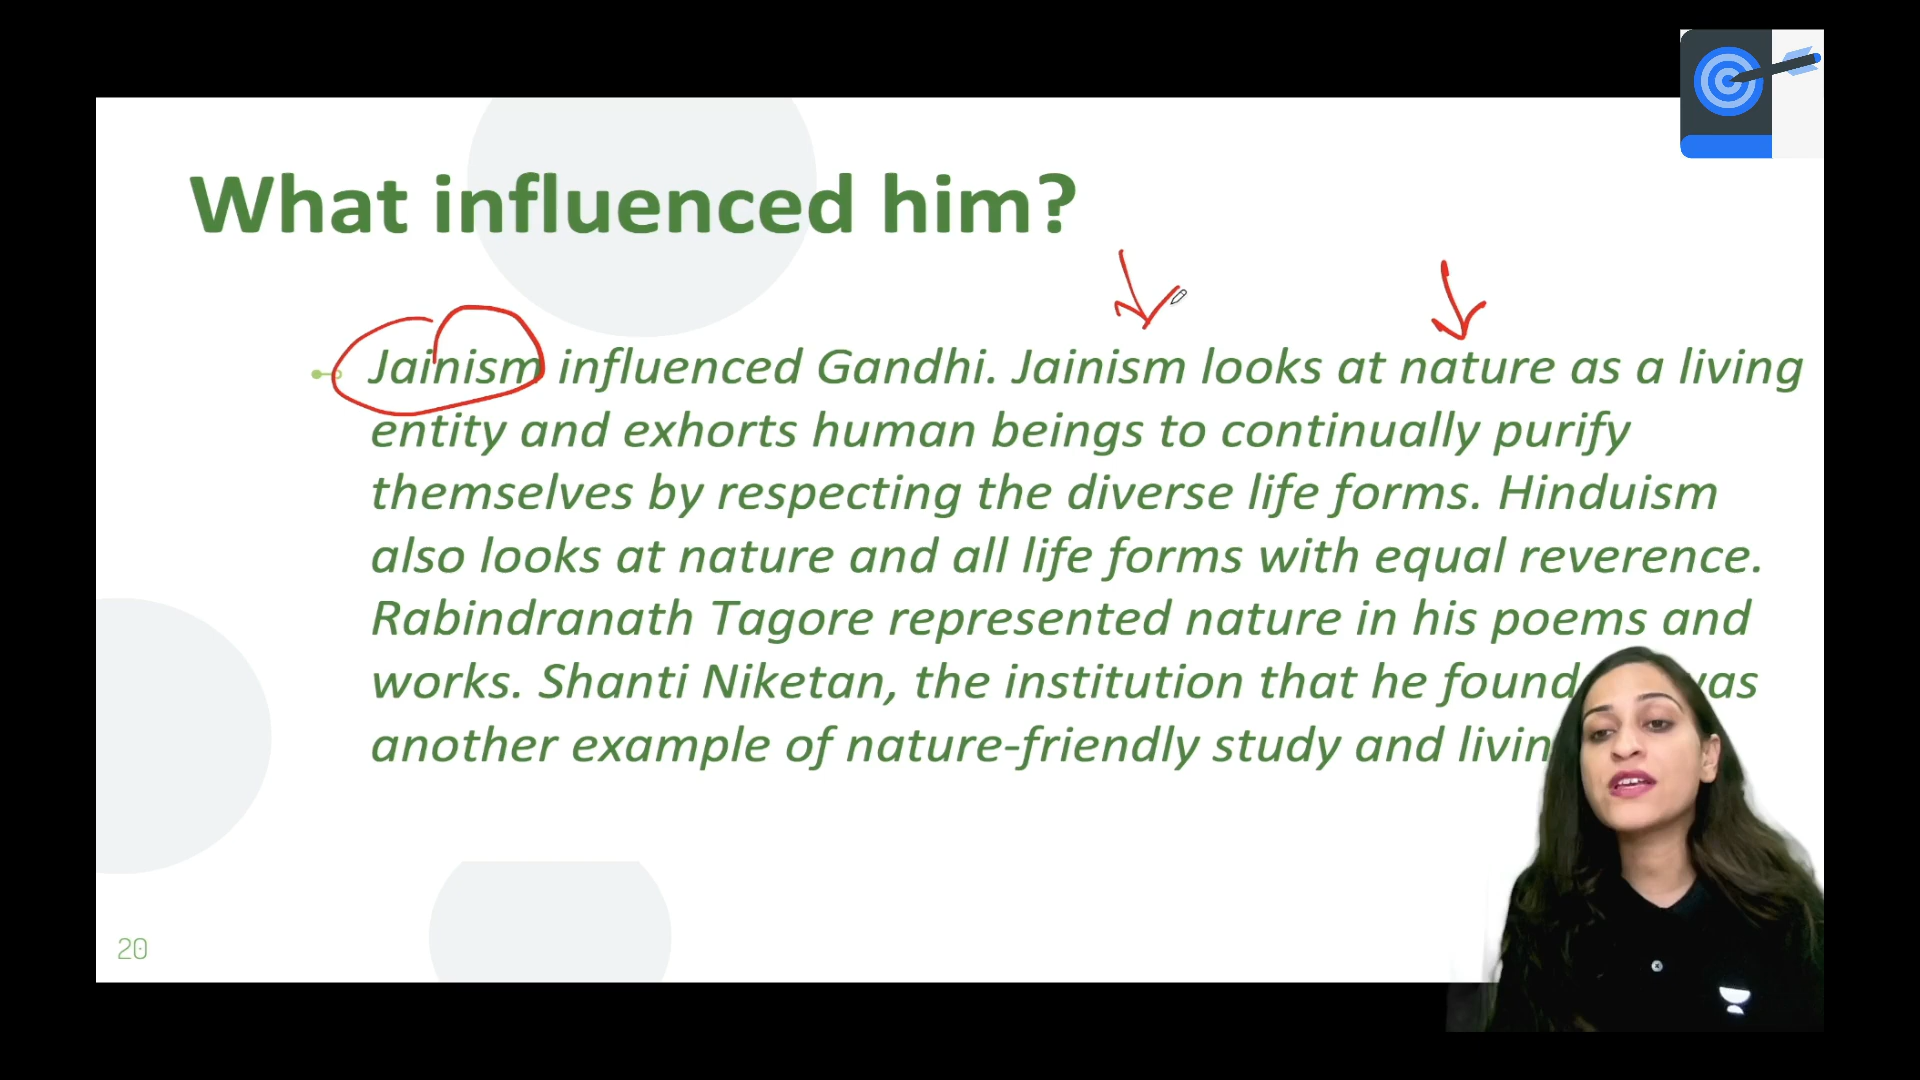 What influenced him?
Jainism influenced Gandhi. Jainism looks at nature as a living
entity and exhorts human beings to continually purify
themselves by respecting the diverse life forms. Hinduism
also looks at nature and all life forms with equal reverence.
Rabindranath Tagore represented nature in his poems and
works. Shanti Niketan, the institution that he
another example of nature-friendly study and
20